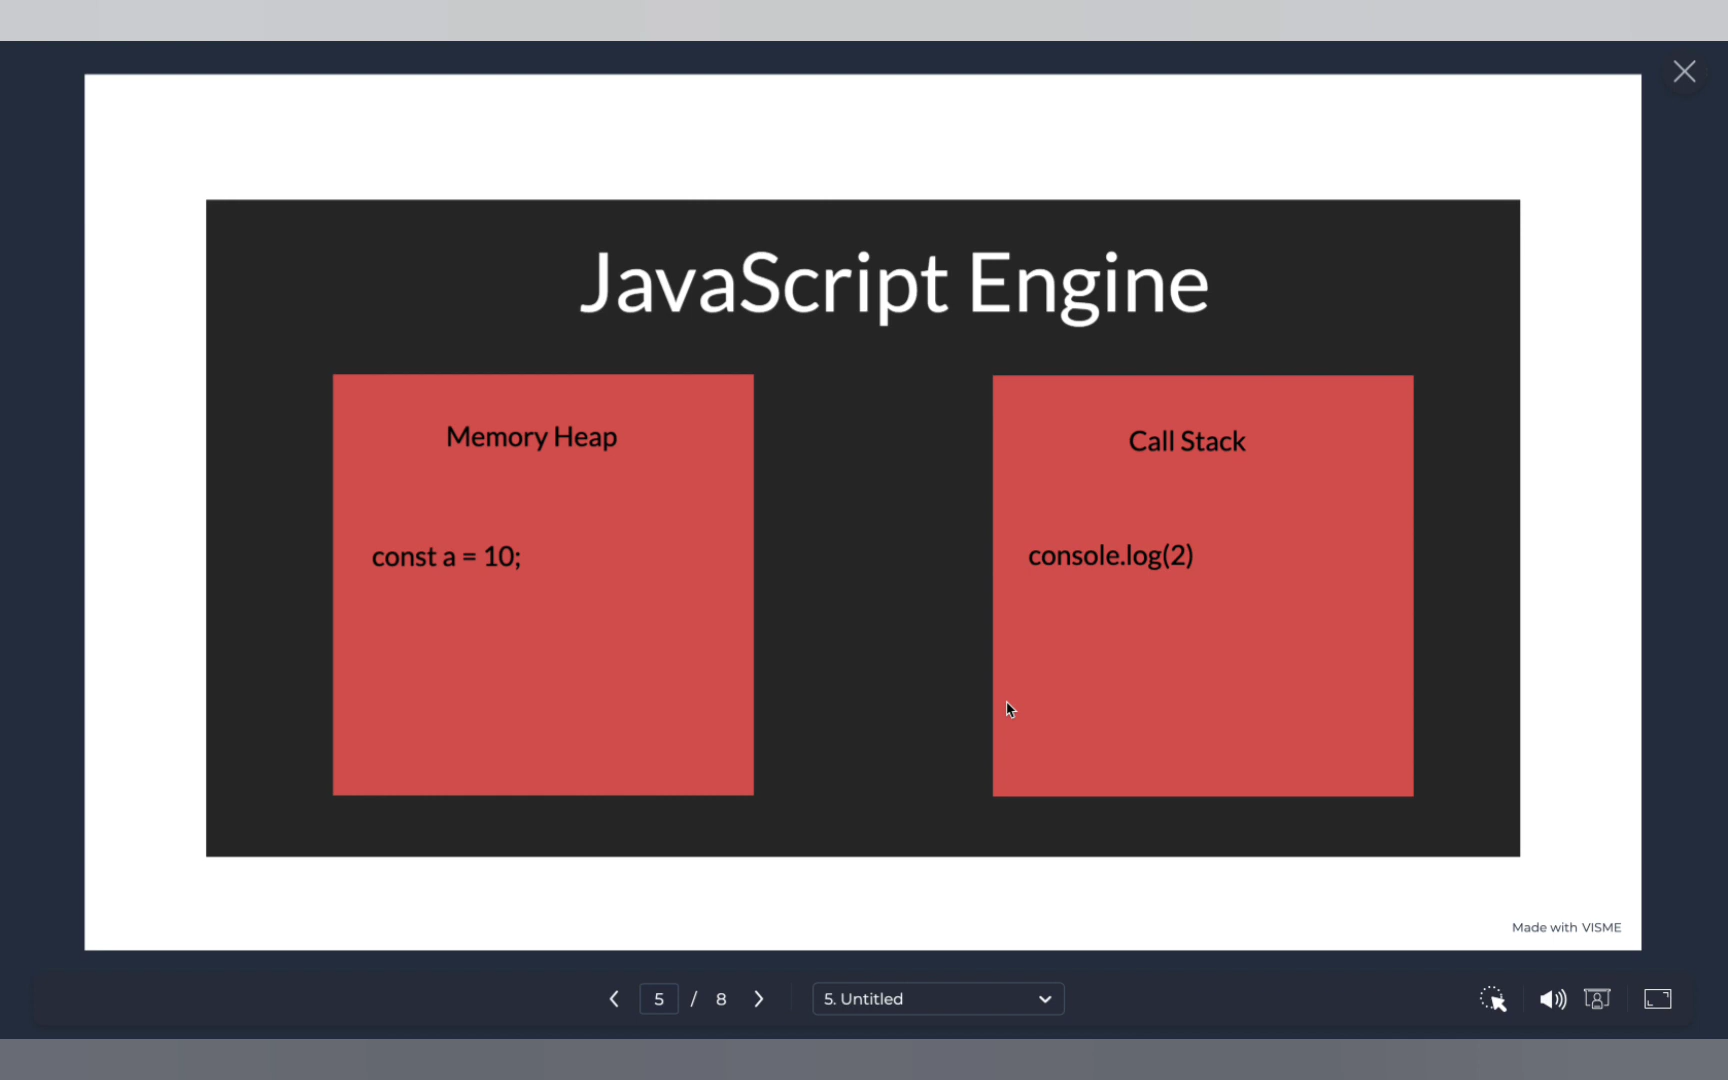 JavaScript Engine
Memory Heap
Call Stack
const a = 10;
console.log(2)
Made with VISME
5 / 8
5. Untitled